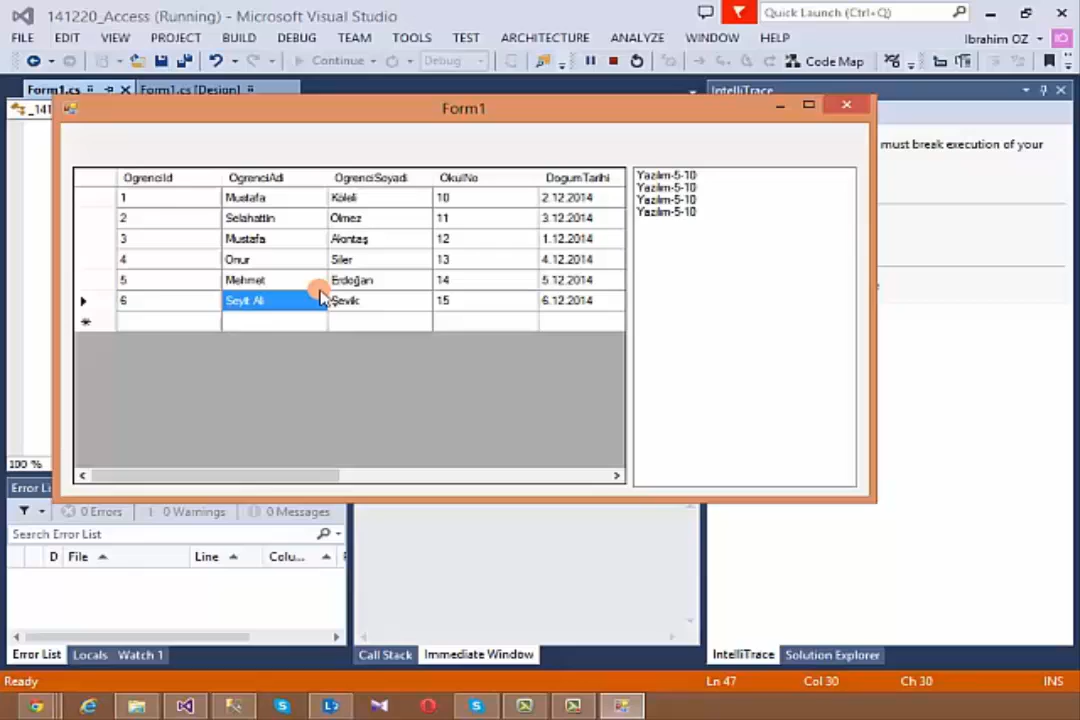 141220_Access (Running) - Microsoft Visual Studio
Quick Launch (Ctrl+Q)
FILE EDIT VIEW PROJECT BUILD DEBUG TEAM TOOLS TEST ARCHITECTURE ANALYZE WINDOW HELP
Ibrahim OZ
Continue Debug Code Map
Form1.cs Form1.cs [Design] IntelliTrace
_141
Form1
must break execution of your
OgrenciId OgrenciAdi OgrenciSoyadi OkulNo DogumTarihi
1 Mustafa Köleli 10 2.12.2014
2 Selahattin Ölmez 11 3.12.2014
3 Mustafa Akıntaş 12 1.12.2014
4 Onur Siler 13 4.12.2014
5 Mehmet Erdoğan 14 5.12.2014
6 Seyit Ali Şevik 15 6.12.2014
Yazılım-5-10
Yazılım-5-10
Yazılım-5-10
Yazılım-5-10
100 %
Error Li
0 Errors 0 Warnings 0 Messages
Search Error List
D File Line Colu...
Error List Locals Watch 1
Call Stack Immediate Window
IntelliTrace Solution Explorer
Ready Ln 47 Col 30 Ch 30 INS